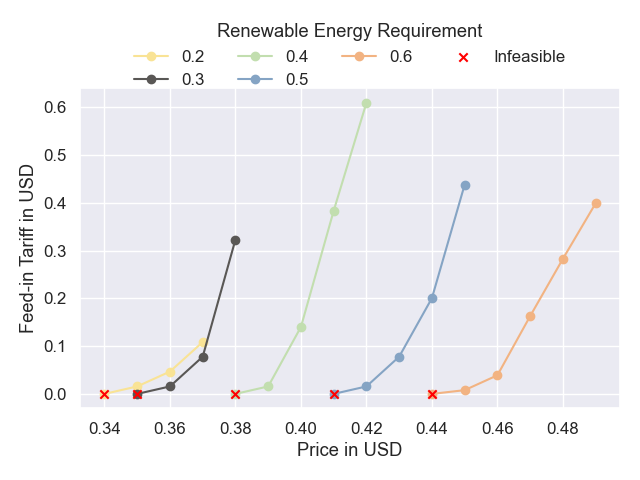 Renewable Energy Requirement
0.2 0.4 0.6 Infeasible
0.3 0.5
0.6
0.5
0.4
0.3
0.2
0.1
0.0
Feed-in Tariff in USD
0.34 0.36 0.38 0.40 0.42 0.44 0.46 0.48
Price in USD